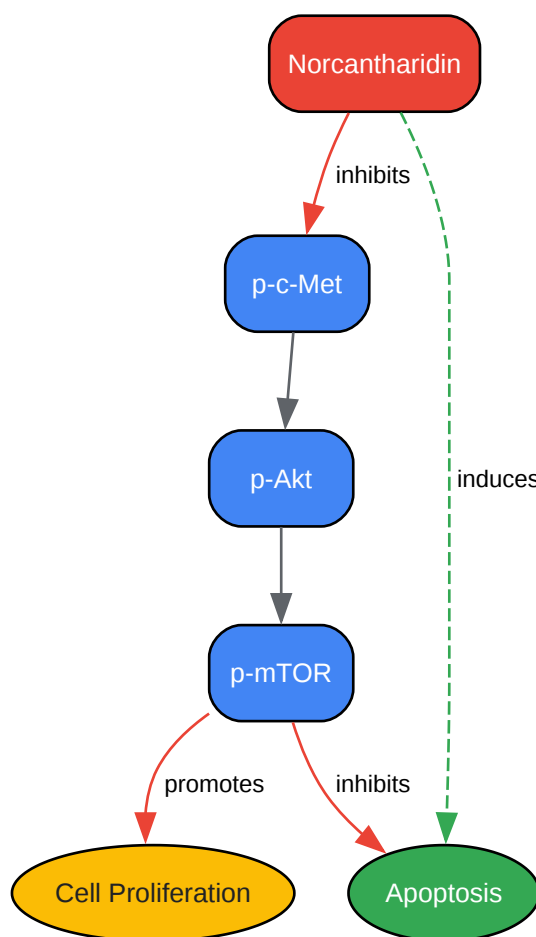 Norcantharidin
inhibits
p-c-Met
p-Akt
induces
p-mTOR
promotes
inhibits
Cell Proliferation
Apoptosis